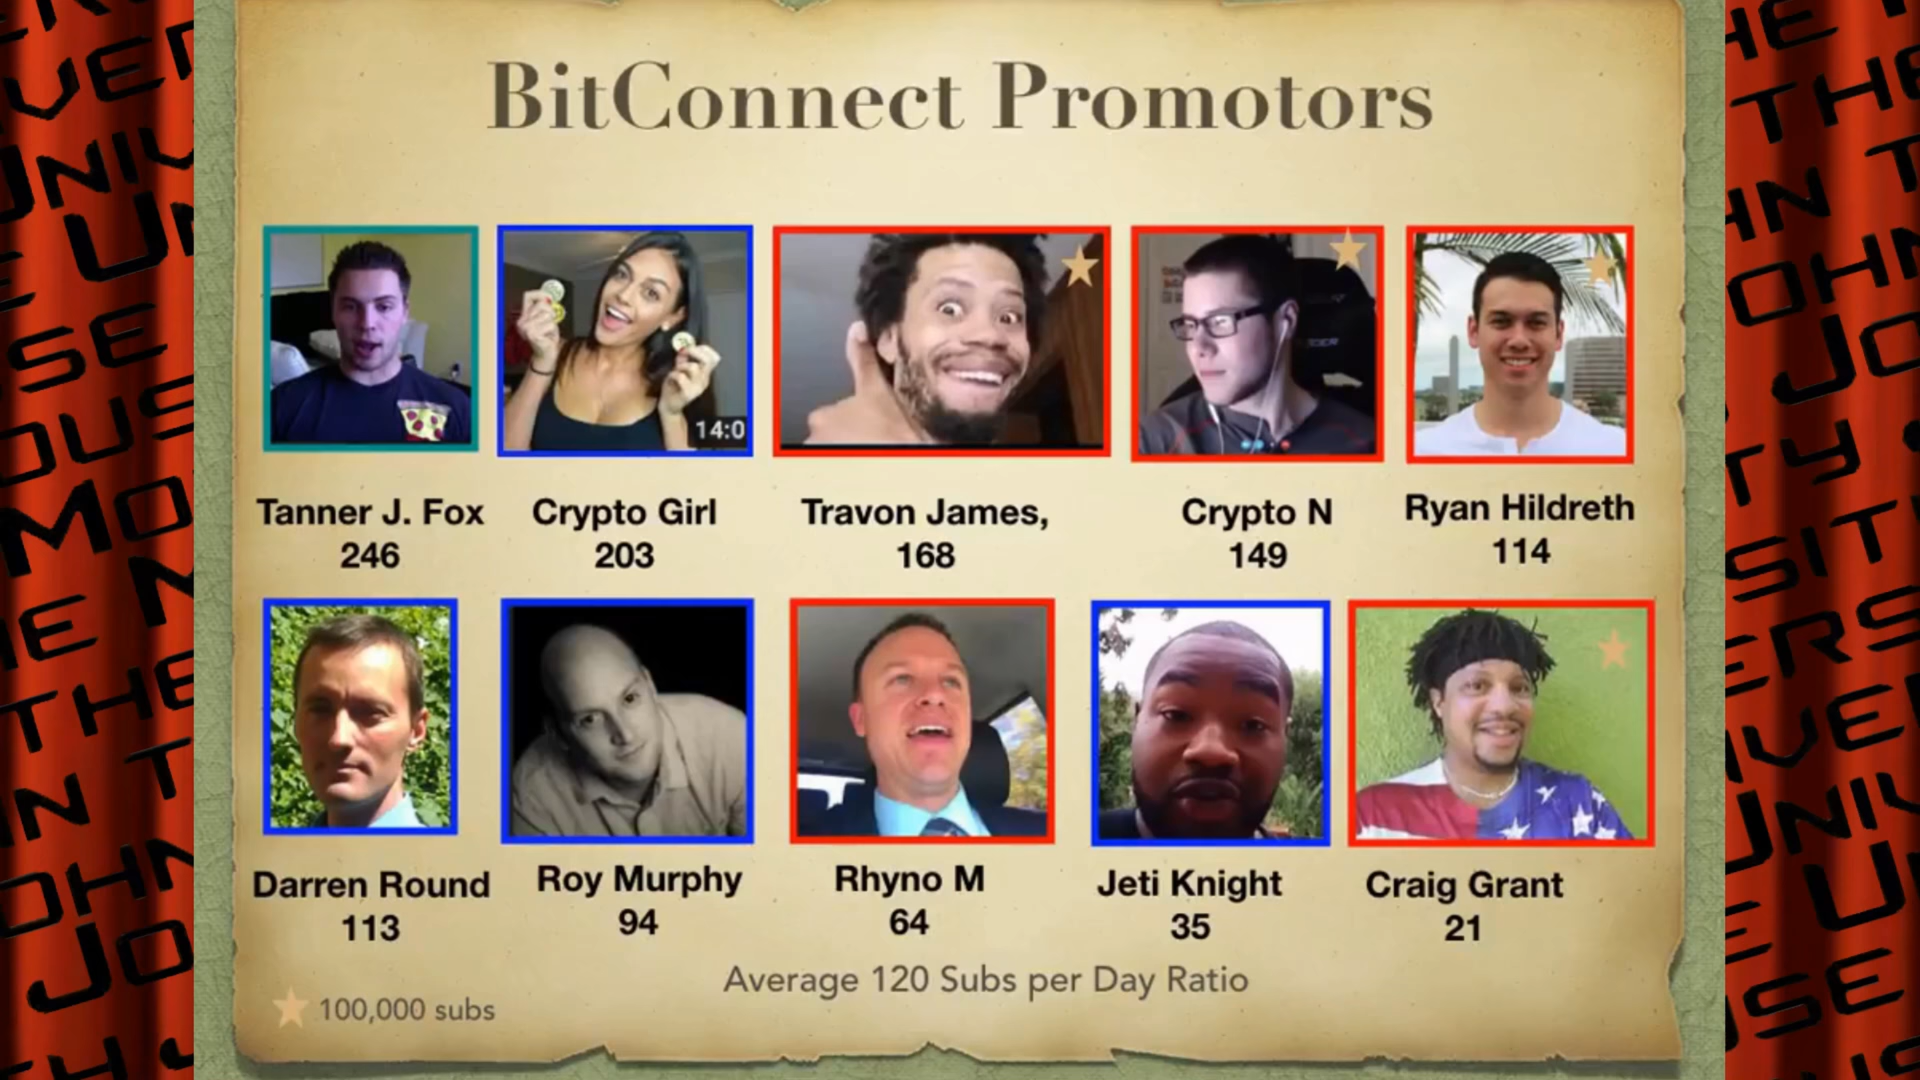 BitConnect Promotors
14:0
Tanner J. Fox
246
Crypto Girl
203
Travon James,
168
Crypto N
149
Ryan Hildreth
114
Darren Round
113
Roy Murphy
94
Rhyno M
64
Jeti Knight
35
Craig Grant
21
Average 120 Subs per Day Ratio
100,000 subs